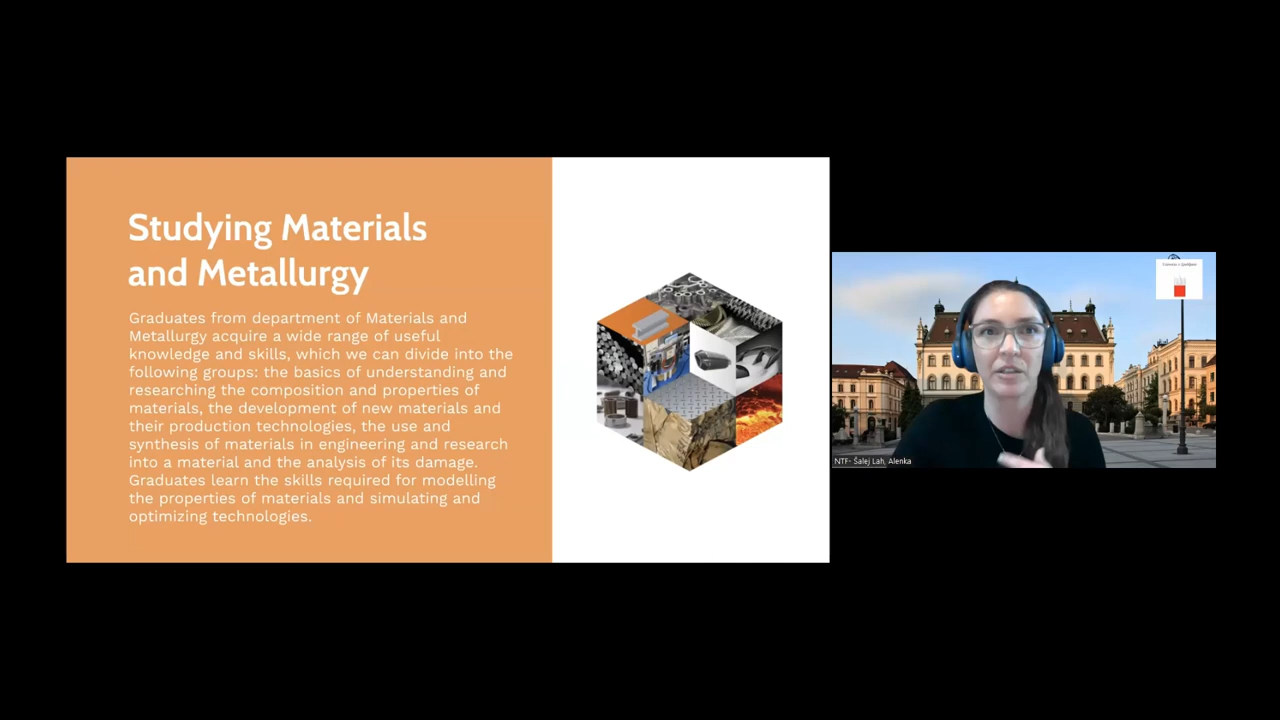 Studying Materials
and Metallurgy
Graduates from department of Materials and
Metallurgy acquire a wide range of useful
knowledge and skills, which we can divide into the
following groups: the basics of understanding and
researching the composition and properties of
materials, the development of new materials and
their production technologies, the use and
synthesis of materials in engineering and research
into a material and the analysis of its damage.
Graduates learn the skills required for modelling
the properties of materials and simulating and
optimizing technologies.
University of Ljubljana
NTF- Šalej Lah, Alenka